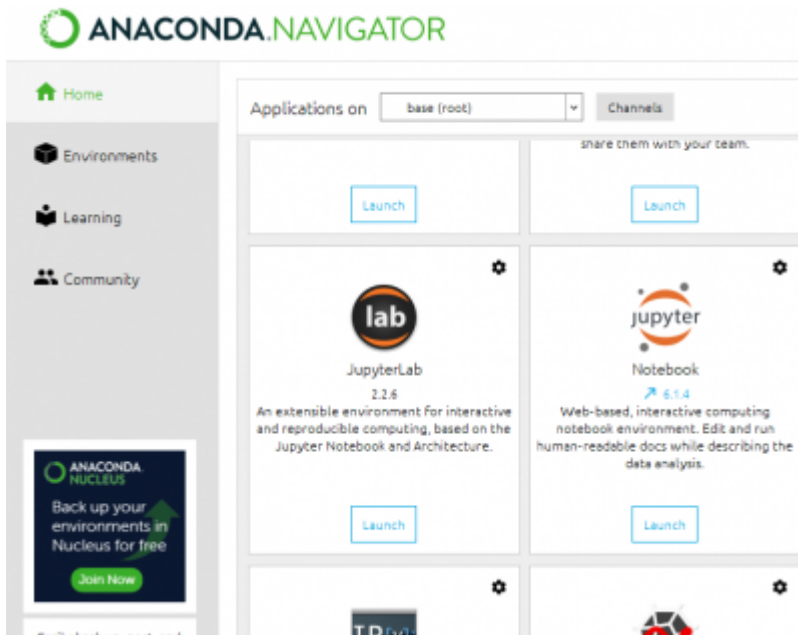 ANACONDA.NAVIGATOR
Home
Environments
Learning
Community
Applications on
base (root)
Channels
share them with your team.
Launch
Launch
lab
JupyterLab
2.2.6
An extensible environment for interactive
and reproducible computing, based on the
Jupyter Notebook and Architecture.
Launch
jupyter
Notebook
6.1.4
Web-based, interactive computing
notebook environment. Edit and run
human-readable docs while describing the
data analysis.
Launch
ANACONDA.
NUCLEUS
Back up your
environments in
Nucleus for free
Join Now